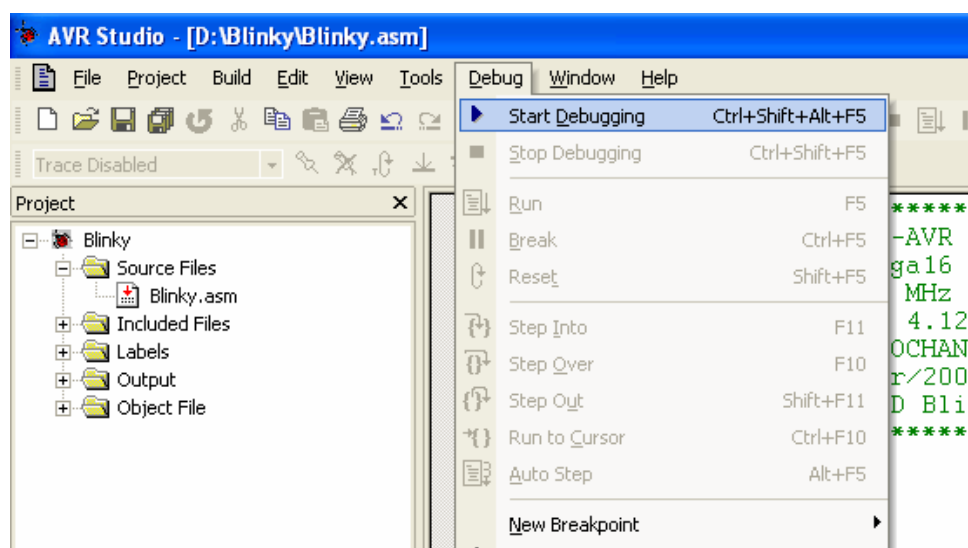 AVR Studio - [D:\Blinky\Blinky.asm]
File Project Build Edit View Tools Debug Window Help
Trace Disabled
Project
Blinky
Source Files
Blinky.asm
Included Files
Labels
Output
Object File
Start Debugging Ctrl+Shift+Alt+F5
Stop Debugging Ctrl+Shift+F5
Run F5
Break Ctrl+F5
Reset Shift+F5
Step Into F11
Step Over F10
Step Out Shift+F11
Run to Cursor Ctrl+F10
Auto Step Alt+F5
New Breakpoint
*****
-AVR
ga16
MHz
4.12
OCHAN
r/200
D Bli
*****